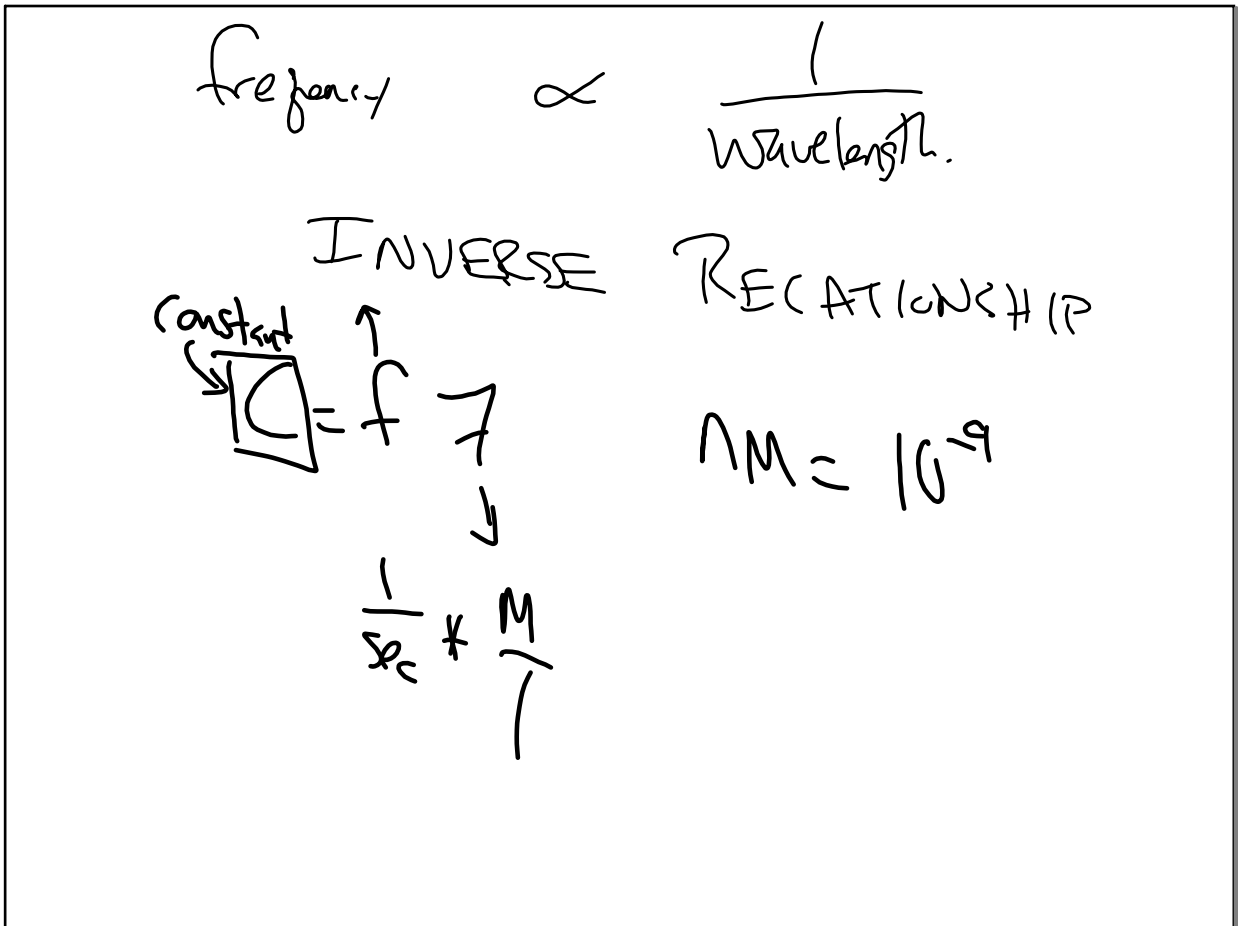 frequency ∝ 1 / wavelength.
INVERSE RELATIONSHIP
constant
C = f λ
nM = 10^-9
1/sec * M/1